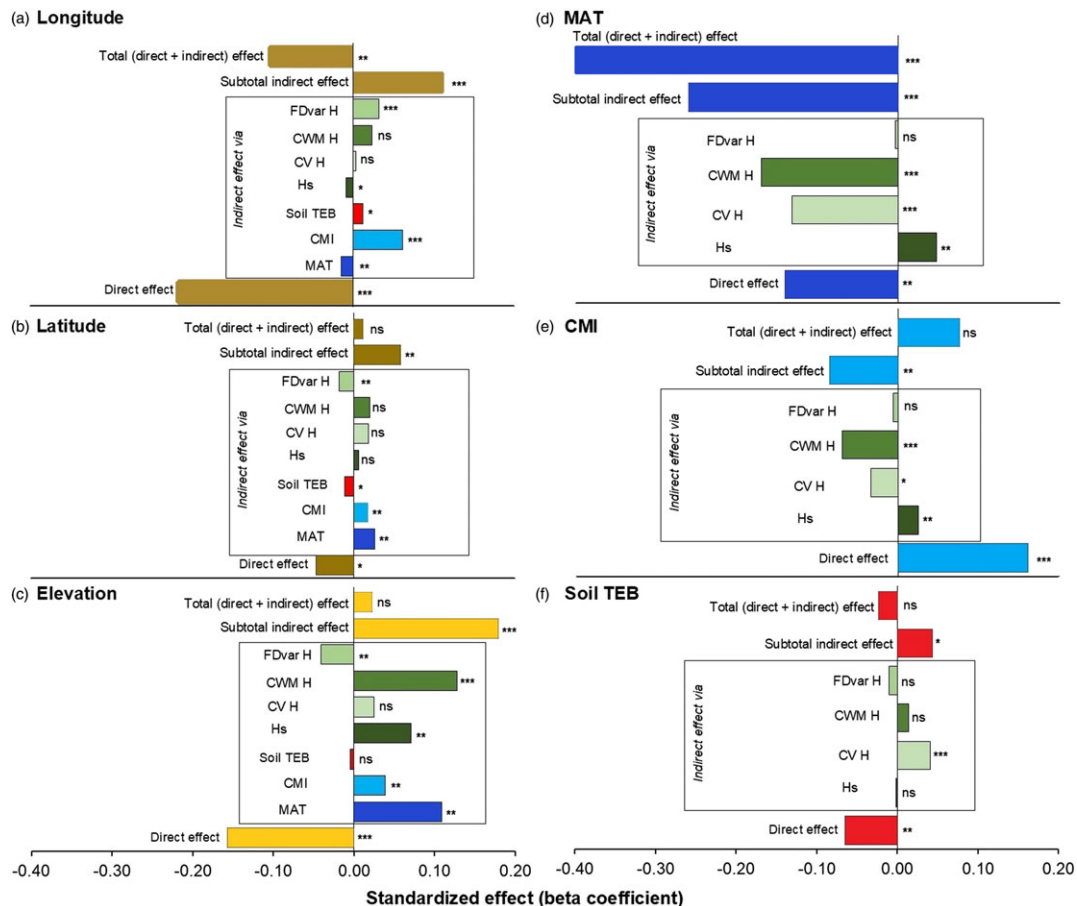 (a) Longitude
Total (direct + indirect) effect
**
Subtotal indirect effect
***
Indirect effect via
FDvar H
***
CWM H
ns
CV H
ns
Hs
*
Soil TEB
*
CMI
***
MAT
**
Direct effect
***
(b) Latitude
Total (direct + indirect) effect
ns
Subtotal indirect effect
**
Indirect effect via
FDvar H
**
CWM H
ns
CV H
ns
Hs
ns
Soil TEB
*
CMI
**
MAT
**
Direct effect
*
(c) Elevation
Total (direct + indirect) effect
ns
Subtotal indirect effect
***
Indirect effect via
FDvar H
**
CWM H
***
CV H
ns
Hs
**
Soil TEB
ns
CMI
**
MAT
**
Direct effect
***
-0.40 -0.30 -0.20 -0.10 0.00 0.10 0.20
(d) MAT
Total (direct + indirect) effect
***
Subtotal indirect effect
***
Indirect effect via
FDvar H
ns
CWM H
***
CV H
***
Hs
**
Direct effect
**
(e) CMI
Total (direct + indirect) effect
ns
Subtotal indirect effect
**
Indirect effect via
FDvar H
ns
CWM H
***
CV H
*
Hs
**
Direct effect
***
(f) Soil TEB
Total (direct + indirect) effect
ns
Subtotal indirect effect
*
Indirect effect via
FDvar H
ns
CWM H
ns
CV H
***
Hs
ns
Direct effect
**
-0.40 -0.30 -0.20 -0.10 0.00 0.10 0.20
Standardized effect (beta coefficient)